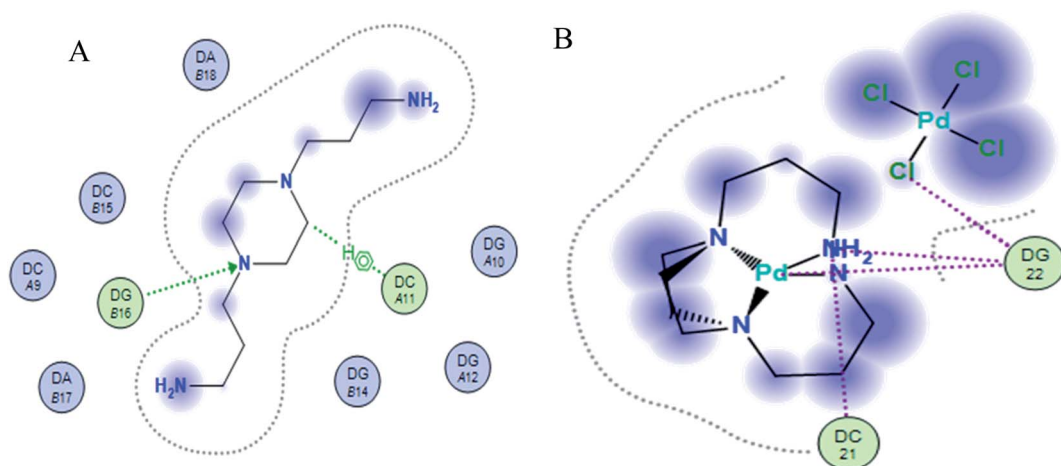 A
DA
B18
NH₂
N
DC
B15
DC
A9
DG
B16
N
H
DC
A11
DG
A10
DA
B17
H₂N
DG
B14
DG
A12
B
Cl
Cl
Pd
Cl
Cl
N
NH₂
Pd
N
N
DG
22
DC
21